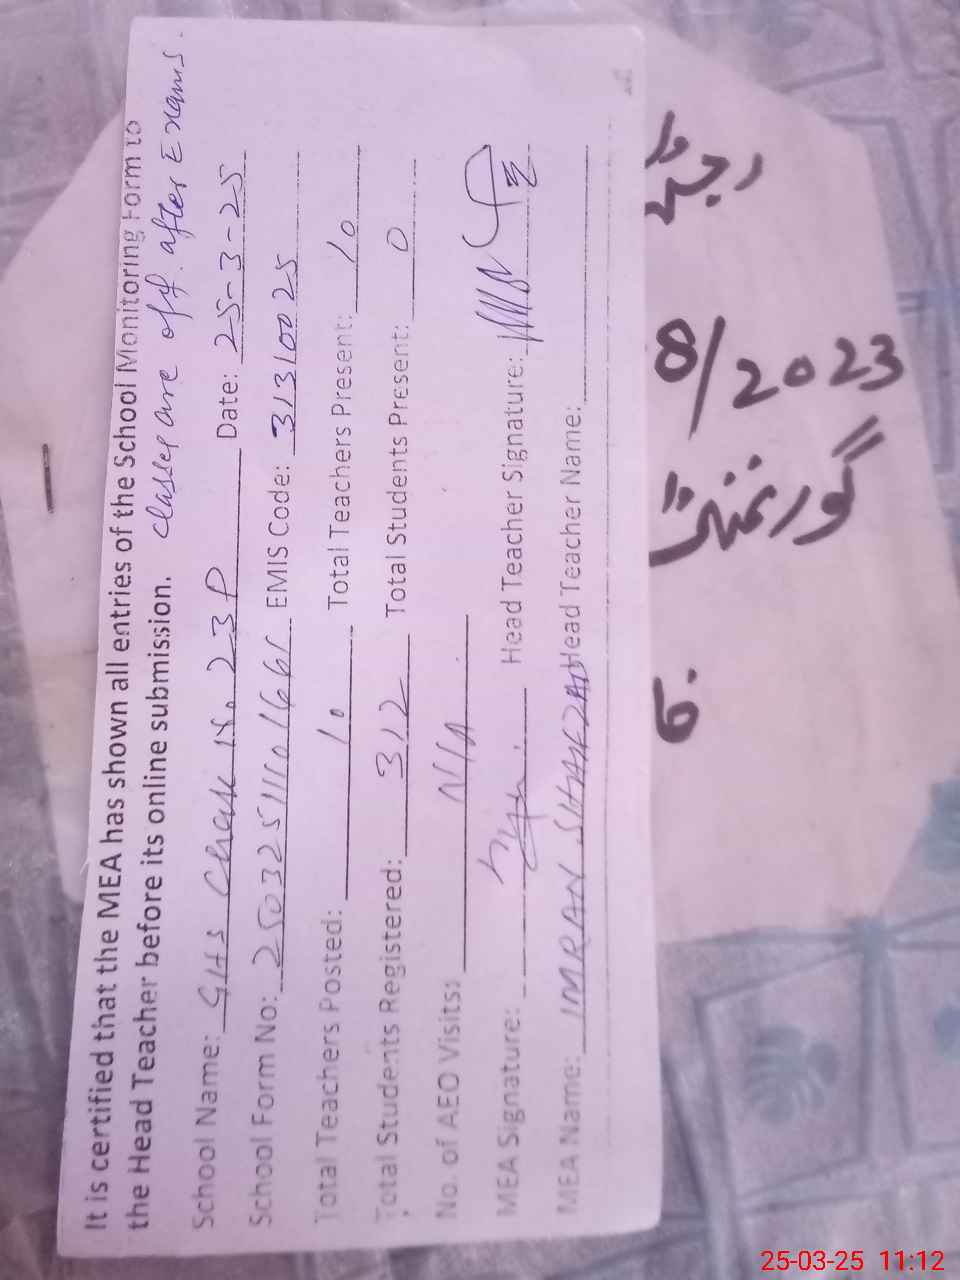 It is certified that the MEA has shown all entries of the School Monitoring Form to
the Head Teacher before its online submission. classes are off. after Exams.
School Name: GHS Chak No. 23P Date: 25-3-25
School Form No: EMIS Code: 31310025
Total Teachers Posted: 10 Total Teachers Present: 10
Total Students Registered: 312 Total Students Present: 0
No. of AEO Visits: N/A
MEA Signature: Head Teacher Signature:
MEA Name: IMRAN SHAHZAD Head Teacher Name:
رجسٹر
8/2023
گورنمنٹ
25-03-25 11:12